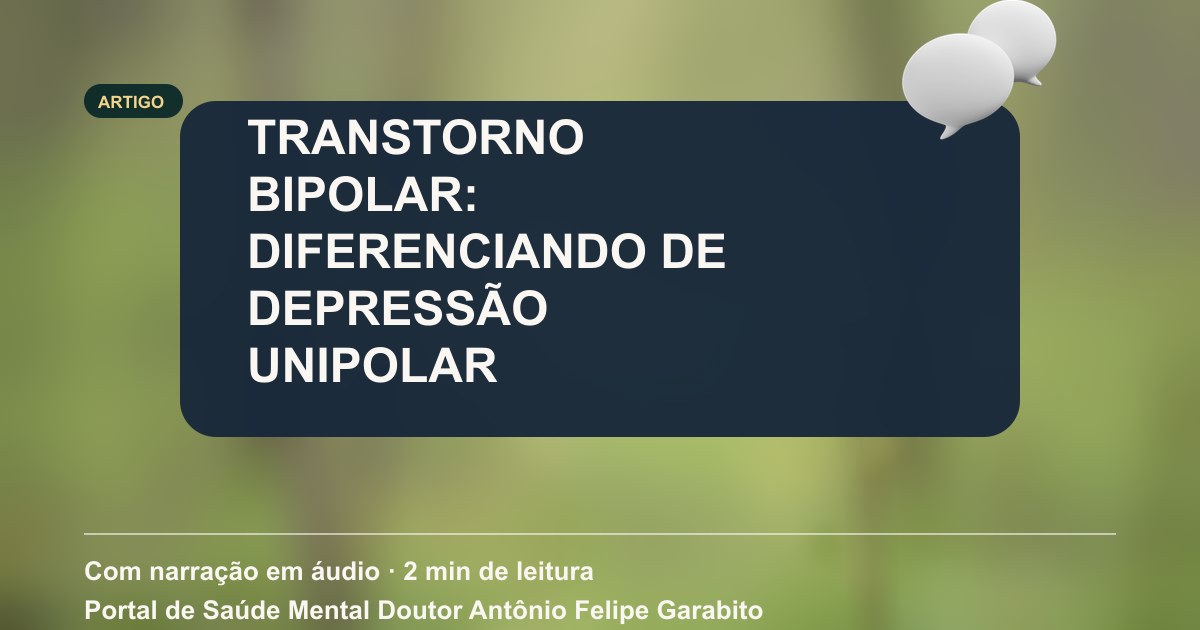 ARTIGO
TRANSTORNO
BIPOLAR:
DIFERENCIANDO DE
DEPRESSÃO
UNIPOLAR
Com narração em áudio · 2 min de leitura
Portal de Saúde Mental Doutor Antônio Felipe Garabito